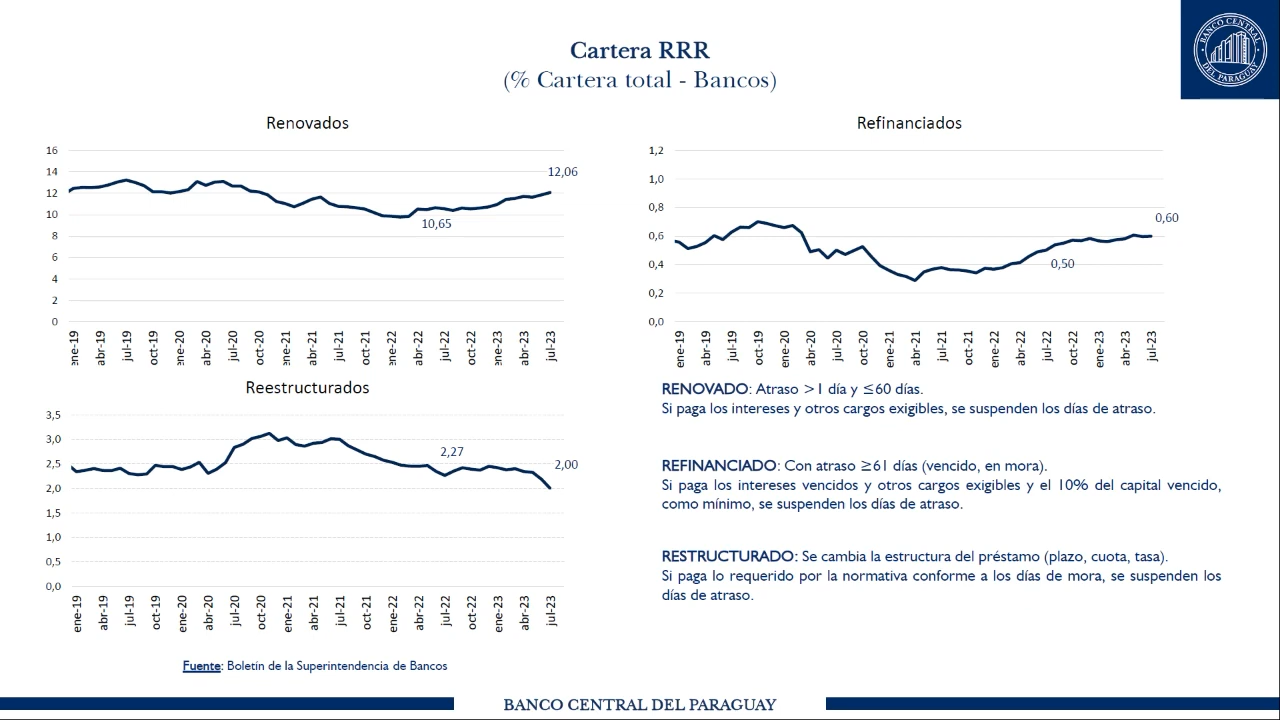 BANCO CENTRAL
DEL PARAGUAY
Cartera RRR
(% Cartera total - Bancos)
Renovados
16
14
12
10
8
6
4
2
0
12,06
10,65
ene-19
abr-19
jul-19
oct-19
ene-20
abr-20
jul-20
oct-20
ene-21
abr-21
jul-21
oct-21
ene-22
abr-22
jul-22
oct-22
ene-23
abr-23
jul-23
Refinanciados
1,2
1,0
0,8
0,6
0,4
0,2
0,0
0,60
0,50
ene-19
abr-19
jul-19
oct-19
ene-20
abr-20
jul-20
oct-20
ene-21
abr-21
jul-21
oct-21
ene-22
abr-22
jul-22
oct-22
ene-23
abr-23
jul-23
Reestructurados
3,5
3,0
2,5
2,0
1,5
1,0
0,5
0,0
2,27
2,00
ene-19
abr-19
jul-19
oct-19
ene-20
abr-20
jul-20
oct-20
ene-21
abr-21
jul-21
oct-21
ene-22
abr-22
jul-22
oct-22
ene-23
abr-23
jul-23
RENOVADO: Atraso >1 día y ≤60 días.
Si paga los intereses y otros cargos exigibles, se suspenden los días de atraso.
REFINANCIADO: Con atraso ≥61 días (vencido, en mora).
Si paga los intereses vencidos y otros cargos exigibles y el 10% del capital vencido,
como mínimo, se suspenden los días de atraso.
RESTRUCTURADO: Se cambia la estructura del préstamo (plazo, cuota, tasa).
Si paga lo requerido por la normativa conforme a los días de mora, se suspenden los
días de atraso.
Fuente: Boletín de la Superintendencia de Bancos
BANCO CENTRAL DEL PARAGUAY